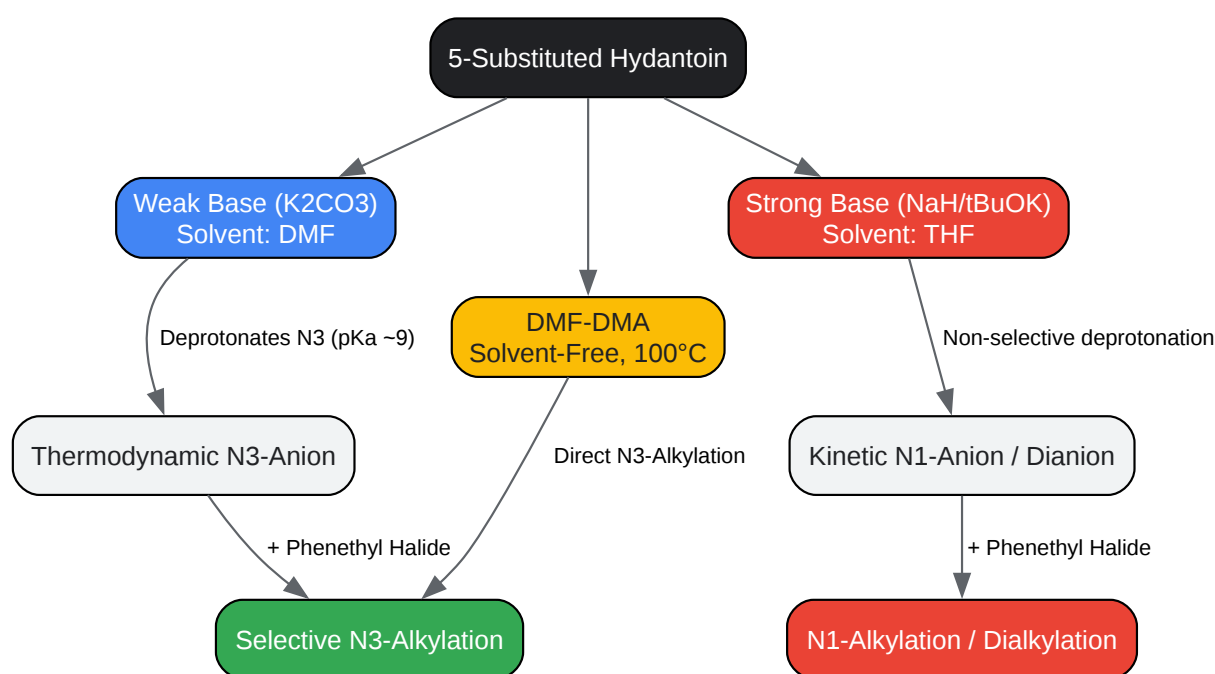 5-Substituted Hydantoin
Weak Base (K2CO3)
Solvent: DMF
Strong Base (NaH/tBuOK)
Solvent: THF
DMF-DMA
Solvent-Free, 100°C
Deprotonates N3 (pKa ~9)
Non-selective deprotonation
Thermodynamic N3-Anion
Direct N3-Alkylation
Kinetic N1-Anion / Dianion
+ Phenethyl Halide
+ Phenethyl Halide
Selective N3-Alkylation
N1-Alkylation / Dialkylation